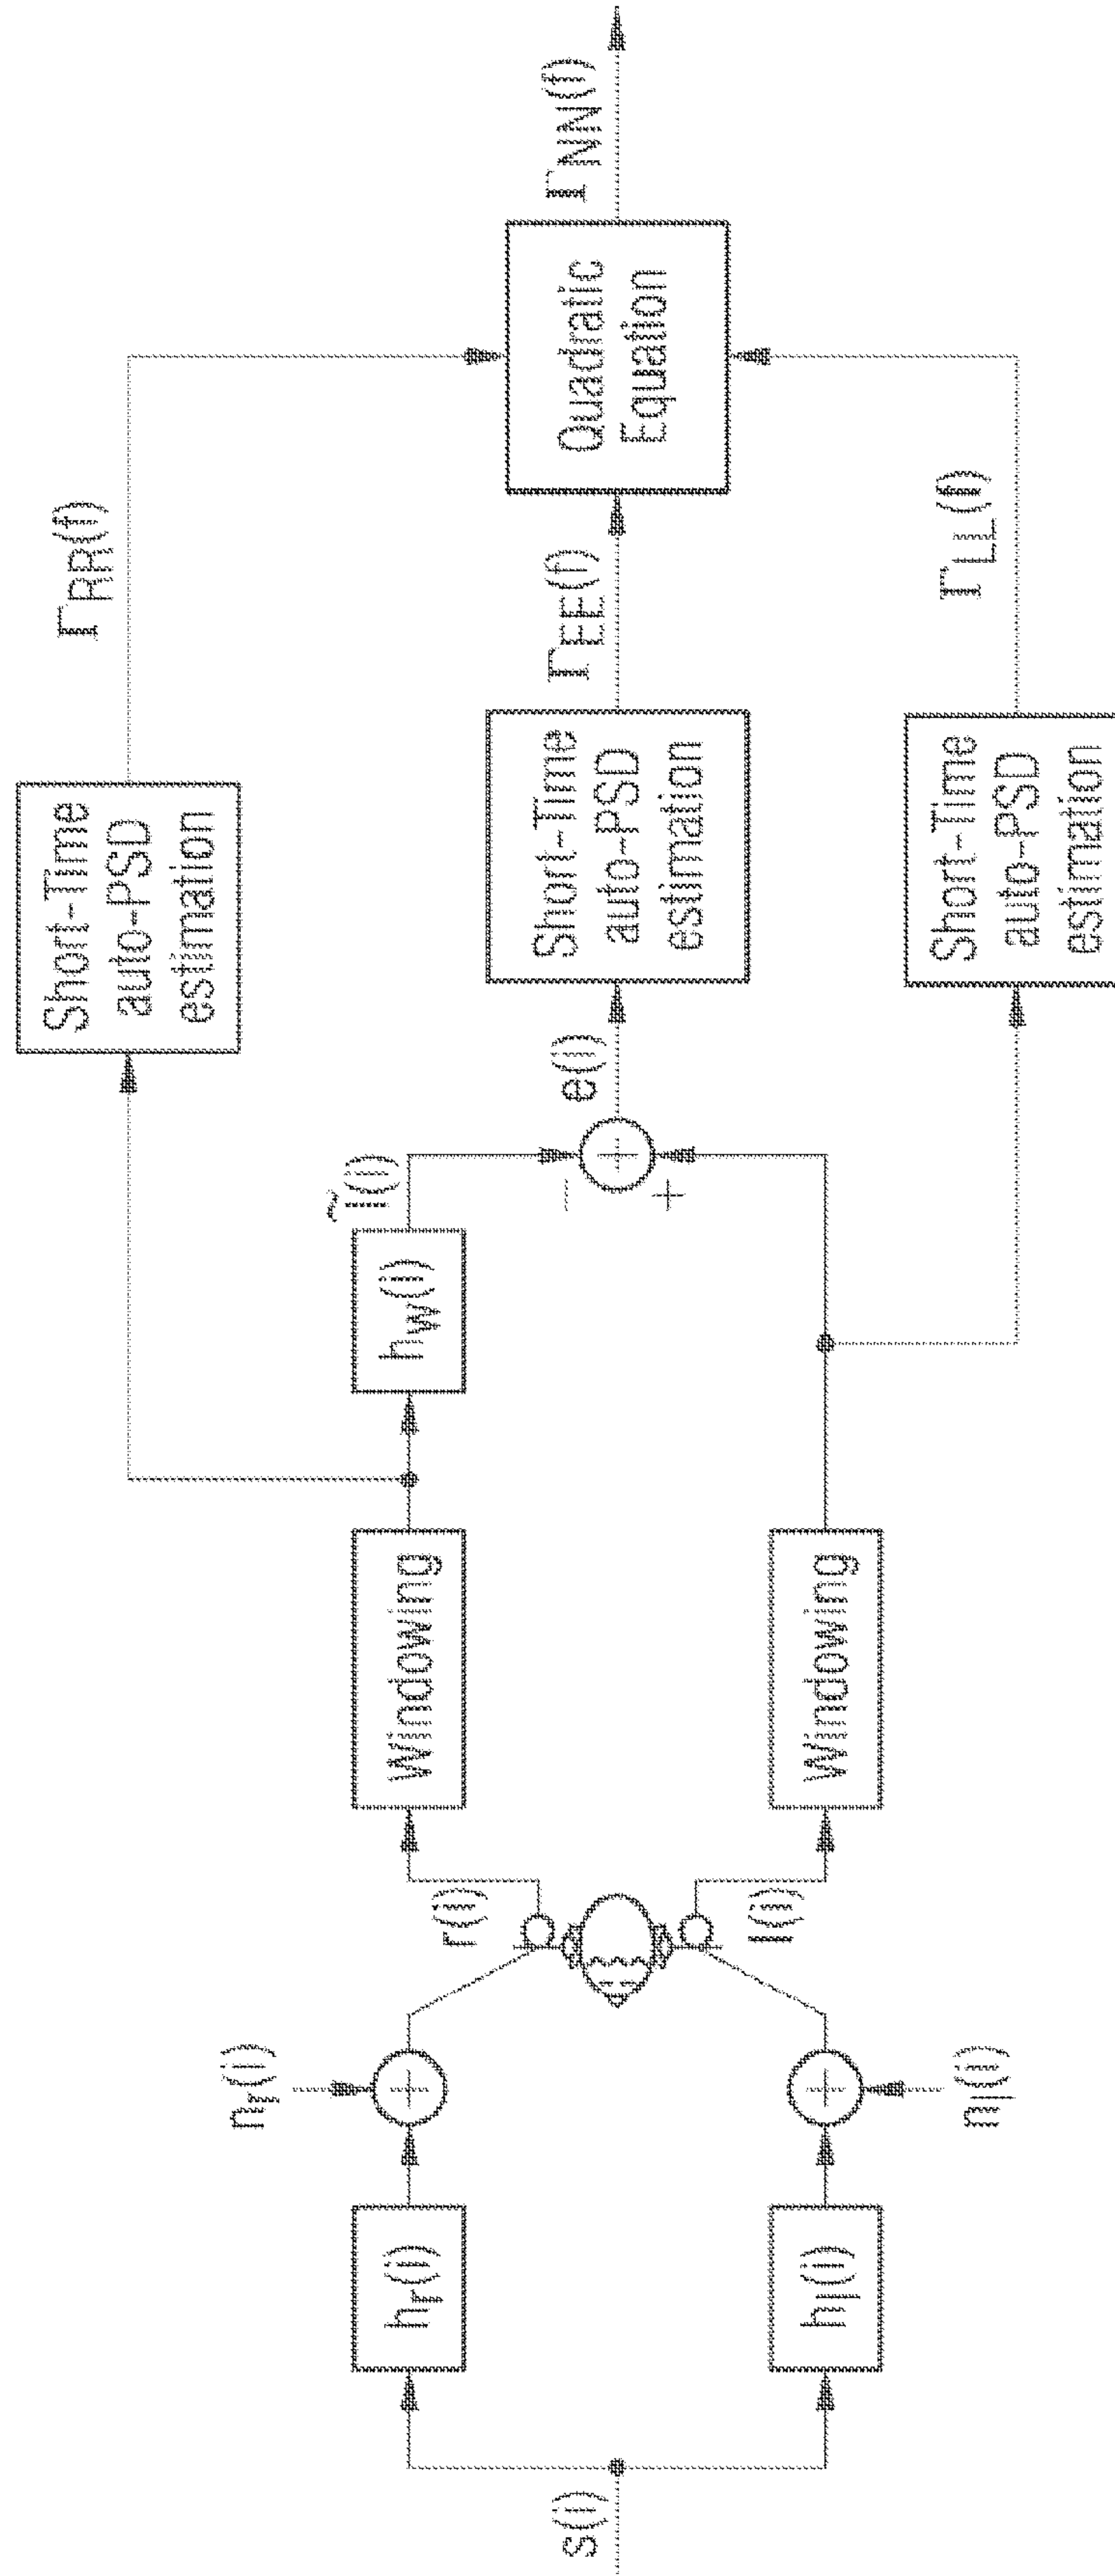 s(i)
hr(i)
hl(i)
nr(i)
nl(i)
r(i)
l(i)
Windowing
Windowing
hW(i)
l̃(i)
−
+
e(i)
Short-Time
auto-PSD
estimation
Short-Time
auto-PSD
estimation
Short-Time
auto-PSD
estimation
ΓRR(f)
ΓEE(f)
ΓLL(f)
Quadratic
Equation
ΓNN(f)